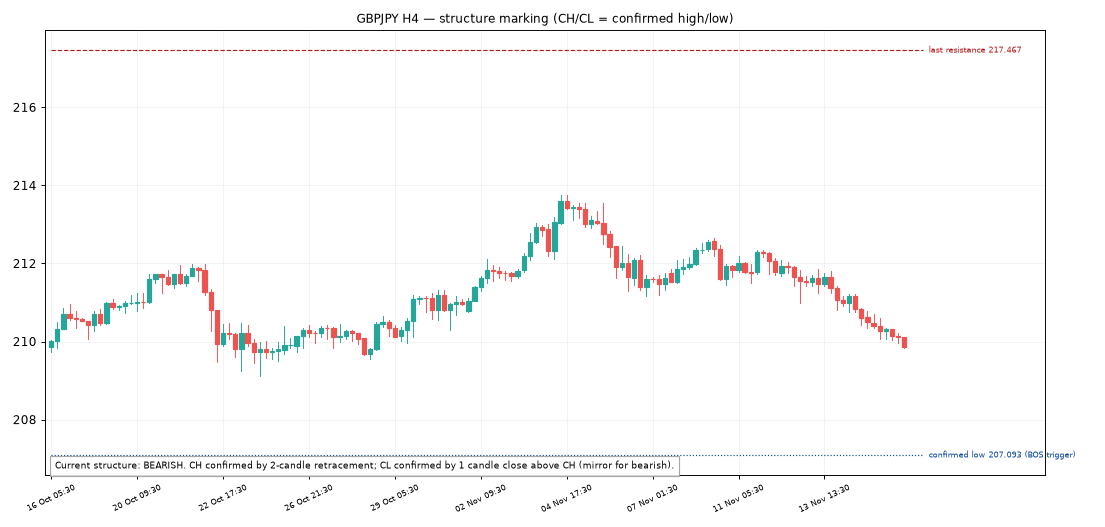 GBPJPY H4 — structure marking (CH/CL = confirmed high/low)
last resistance 217.467
216
214
212
210
208
confirmed low 207.093 (BOS trigger)
Current structure: BEARISH. CH confirmed by 2-candle retracement; CL confirmed by 1 candle close above CH (mirror for bearish).
16 Oct 05:30
20 Oct 09:30
22 Oct 17:30
26 Oct 21:30
29 Oct 05:30
02 Nov 09:30
04 Nov 17:30
07 Nov 01:30
11 Nov 05:30
13 Nov 13:30